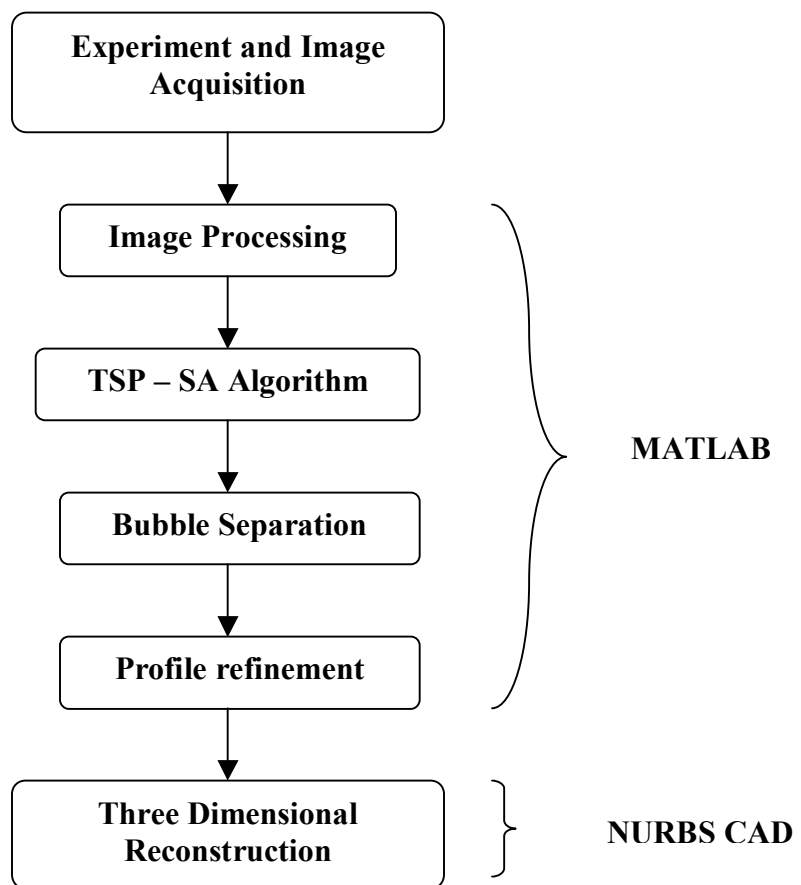 Experiment and Image
Acquisition
Image Processing
TSP – SA Algorithm
MATLAB
Bubble Separation
Profile refinement
Three Dimensional
Reconstruction
NURBS CAD